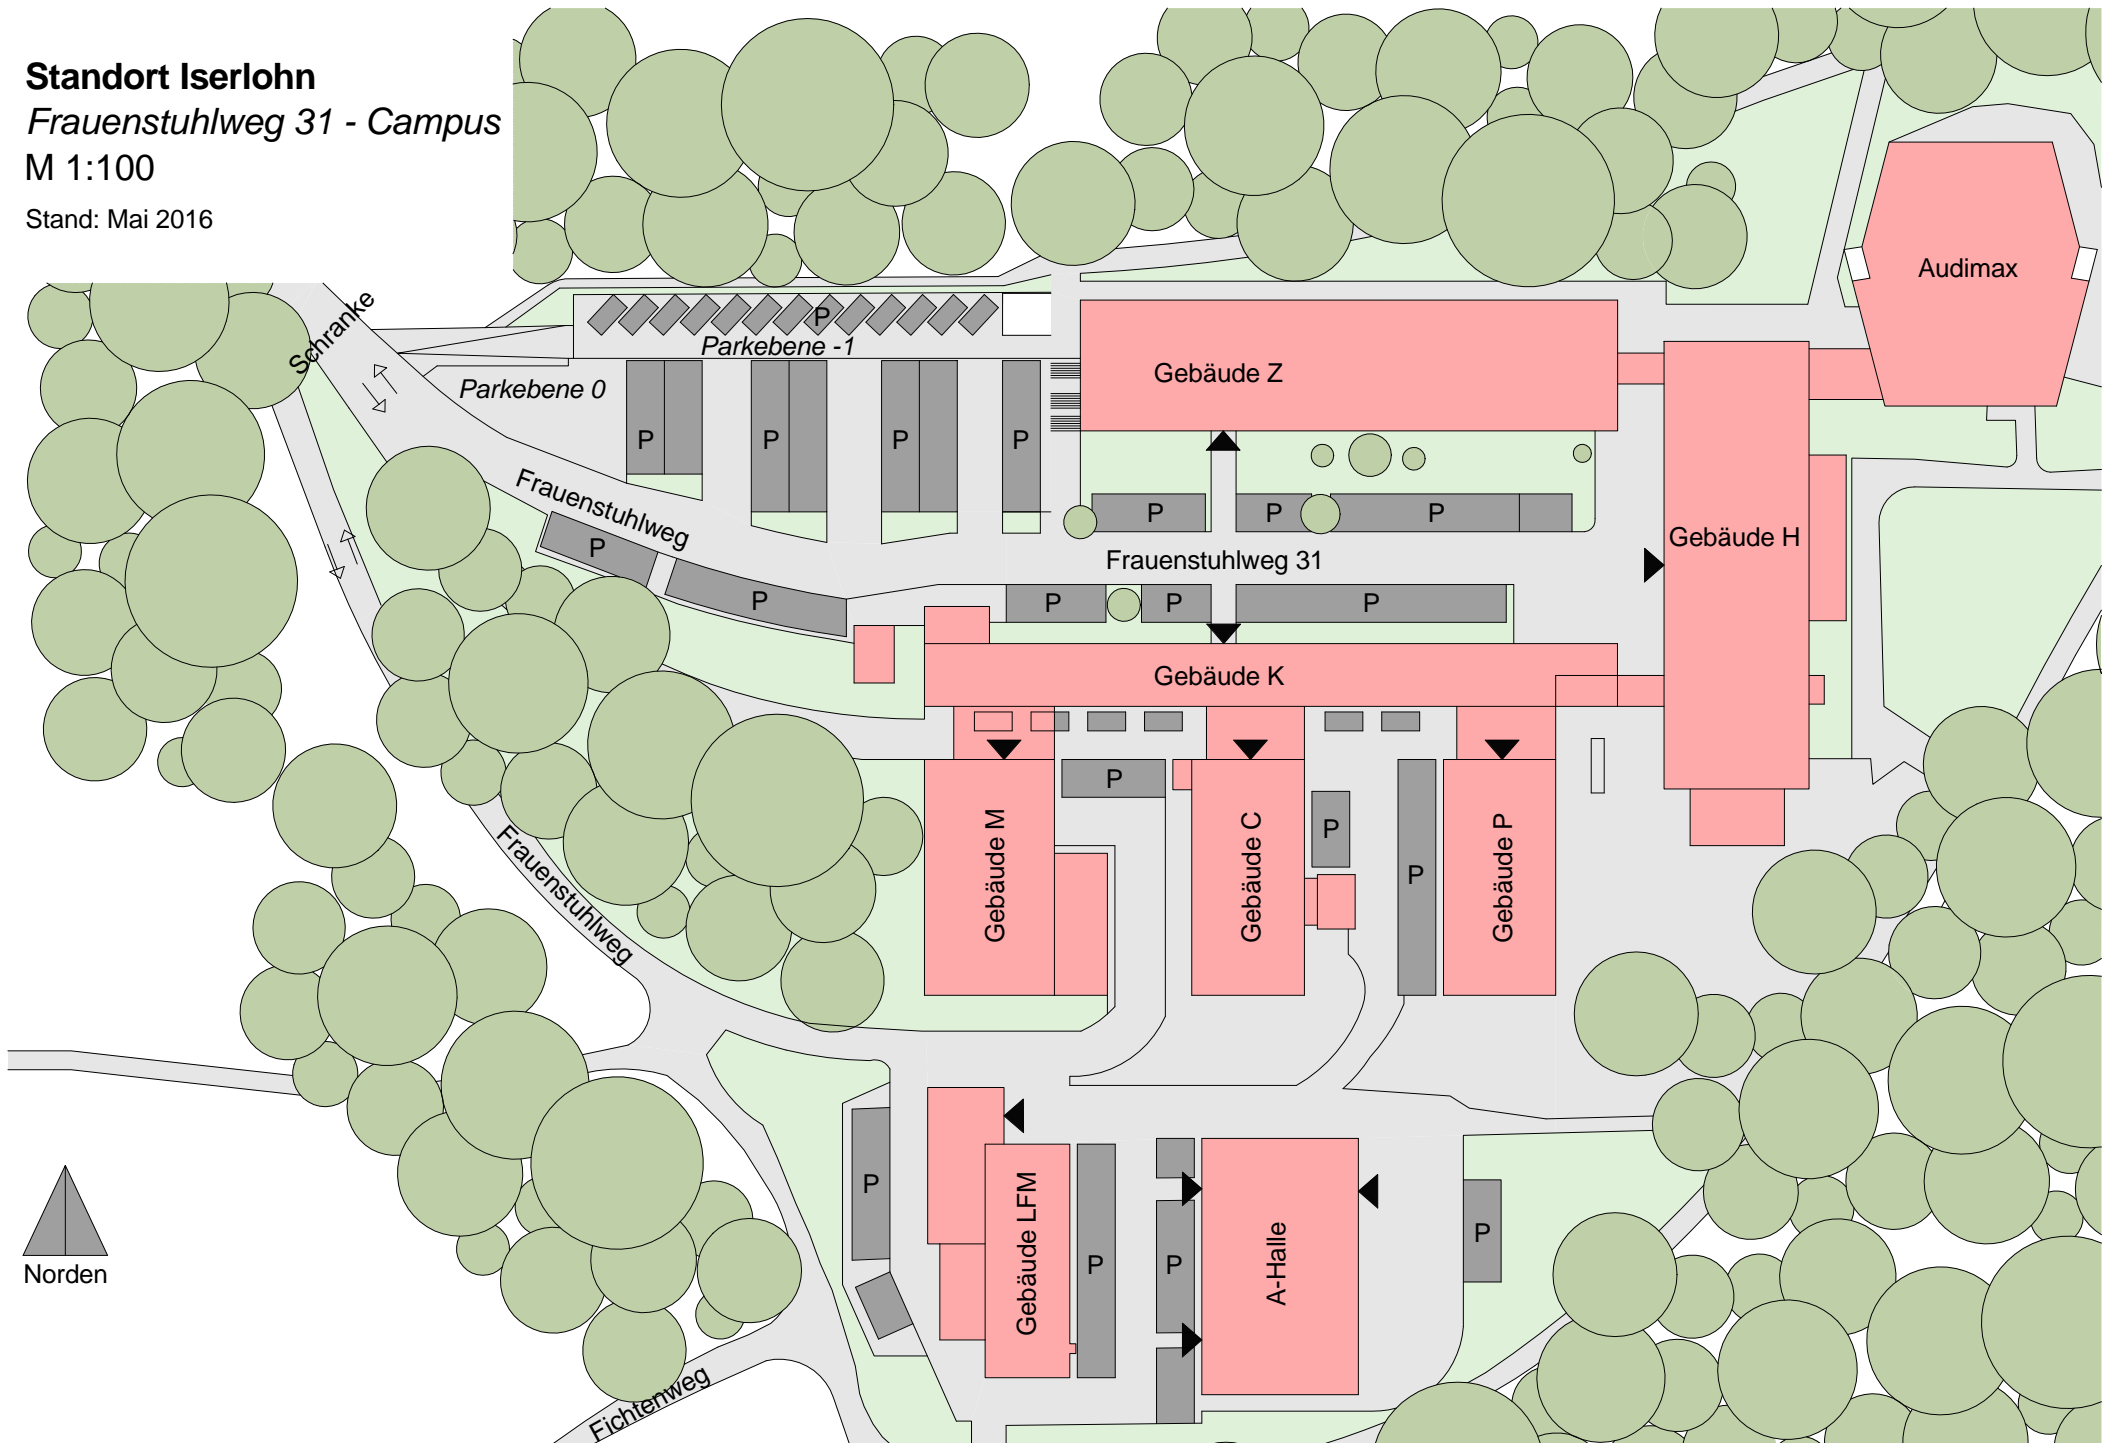 Standort Iserlohn
Frauenstuhlweg 31 - Campus
M 1:100
Stand: Mai 2016
Schranke
P
Parkebene -1
Parkebene 0
P
P
P
P
Audimax
Gebäude Z
Frauenstuhlweg
P
P
P
P
P
Frauenstuhlweg 31
Gebäude H
P
P
P
Gebäude K
P
Gebäude M
Gebäude C
P
P
Gebäude P
Frauenstuhlweg
P
Gebäude LFM
P
P
A-Halle
P
Norden
Fichtenweg